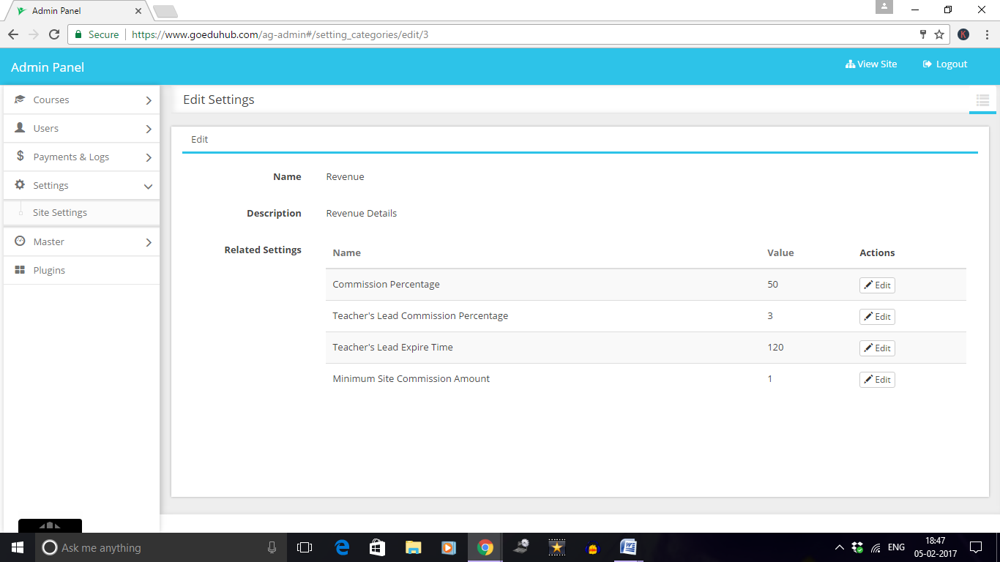 Admin Panel
Secure https://www.goeduhub.com/ag-admin#/setting_categories/edit/3
K
Admin Panel View Site Logout
Courses
Users
Payments & Logs
Settings
Site Settings
Master
Plugins
Edit Settings
Edit
Name Revenue
Description Revenue Details
Related Settings
Name Value Actions
Commission Percentage 50 Edit
Teacher's Lead Commission Percentage 3 Edit
Teacher's Lead Expire Time 120 Edit
Minimum Site Commission Amount 1 Edit
Ask me anything
ENG
18:47
05-02-2017